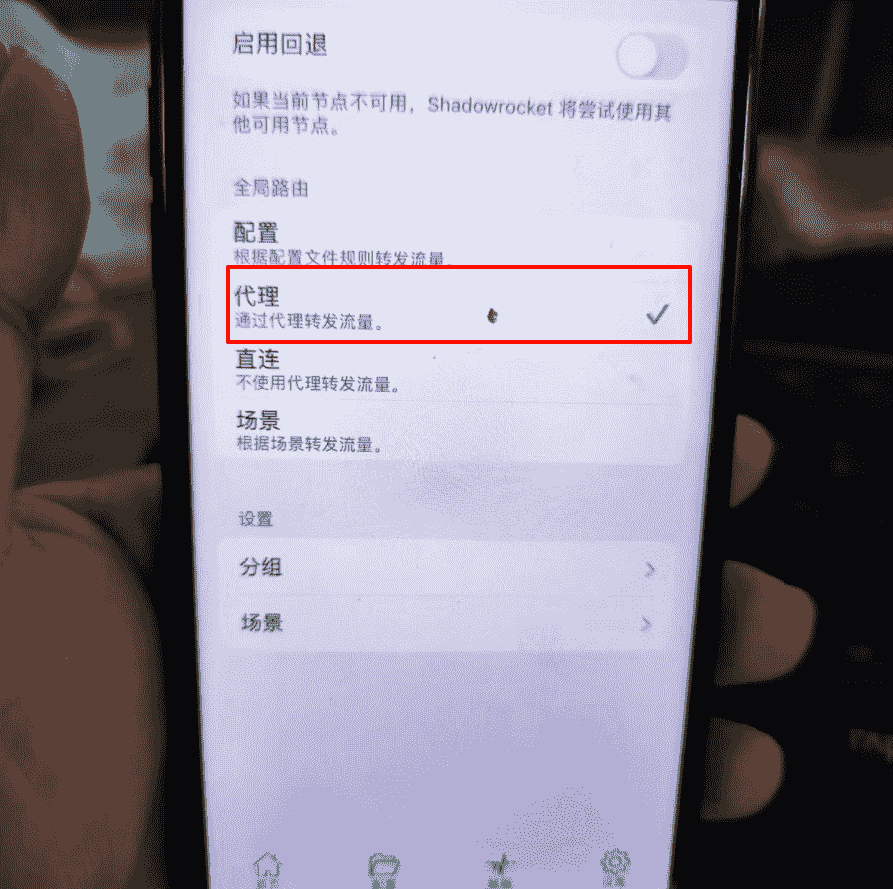 启用回退
如果当前节点不可用，Shadowrocket 将尝试使用其
他可用节点。
全局路由
配置
根据配置文件规则转发流量。
代理
通过代理转发流量。
直连
不使用代理转发流量。
场景
根据场景转发流量。
设置
分组
场景